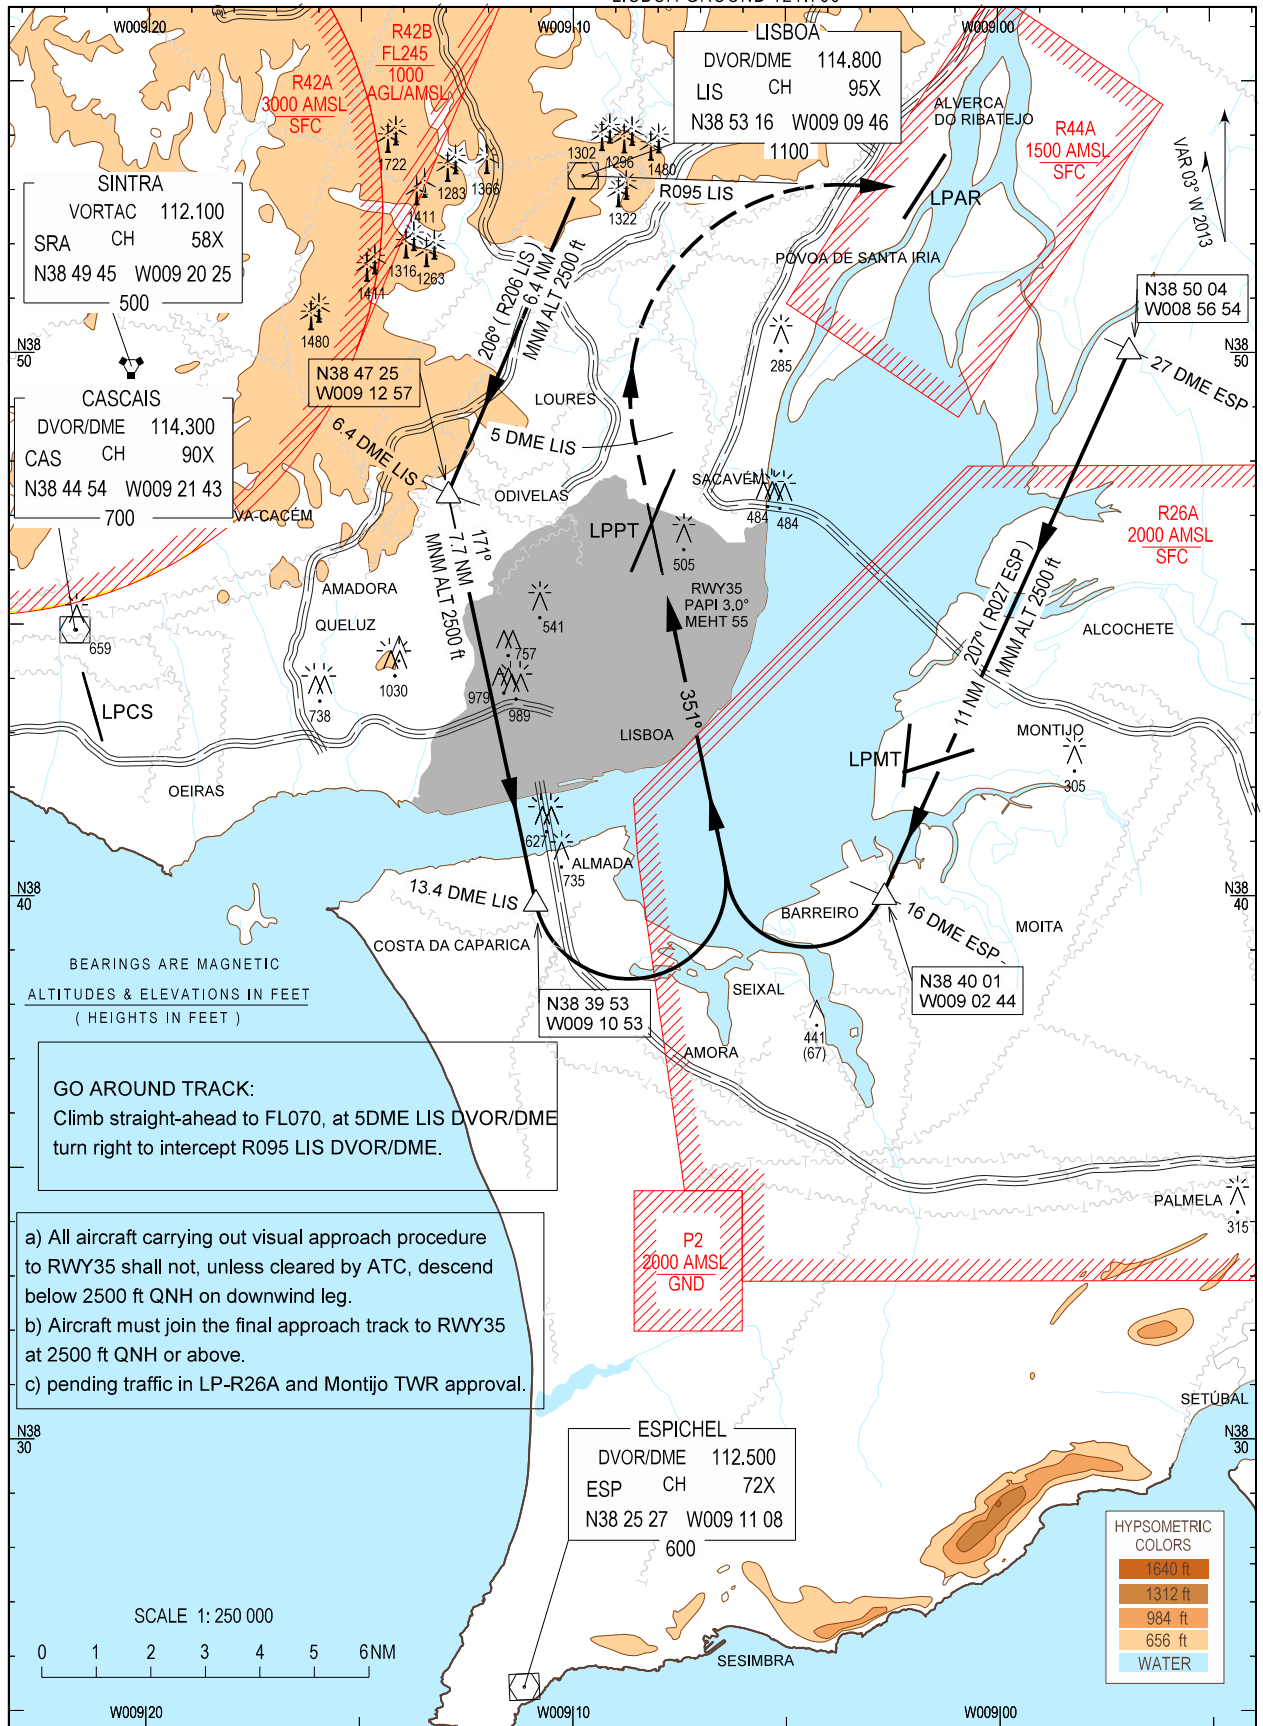 W009 20
W009 10
W009 00
R42B
FL245
1000
AGL/AMSL
R42A
3000 AMSL
SFC
LISBOA
DVOR/DME 114.800
LIS CH 95X
N38 53 16 W009 09 46
1100
ALVERCA
DO RIBATEJO
R44A
1500 AMSL
SFC
VAR 03° W 2013
1722
1283
1366
1411
1302
1296
1480
1322
R095 LIS
LPAR
SINTRA
VORTAC 112.100
SRA CH 58X
N38 49 45 W009 20 25
500
1316
1263
1411
1480
206° ( R206 LIS )
6.4 NM
MNM ALT 2500 ft
PÓVOA DE SANTA IRIA
N38 50 04
W008 56 54
N38
50
N38
50
285
27 DME ESP
N38 47 25
W009 12 57
CASCAIS
DVOR/DME 114.300
CAS CH 90X
N38 44 54 W009 21 43
700
LOURES
6.4 DME LIS
5 DME LIS
ODIVELAS
SACAVÉM
484
484
VA-CACÉM
LPPT
505
R26A
2000 AMSL
SFC
171°
7.7 NM
MNM ALT 2500 ft
AMADORA
QUELUZ
RWY35
PAPI 3.0°
MEHT 55
541
757
979
989
659
1030
738
LPCS
207° ( R027 ESP )
11 NM
MNM ALT 2500 ft
ALCOCHETE
351°
LISBOA
LPMT
MONTIJO
305
OEIRAS
627
735
ALMADA
N38
40
N38
40
13.4 DME LIS
BARREIRO
16 DME ESP
MOITA
COSTA DA CAPARICA
BEARINGS ARE MAGNETIC
ALTITUDES & ELEVATIONS IN FEET
( HEIGHTS IN FEET )
N38 39 53
W009 10 53
SEIXAL
N38 40 01
W009 02 44
441
(67)
AMORA
GO AROUND TRACK:
Climb straight-ahead to FL070, at 5DME LIS DVOR/DME
turn right to intercept R095 LIS DVOR/DME.
PALMELA
315
a) All aircraft carrying out visual approach procedure
to RWY35 shall not, unless cleared by ATC, descend
below 2500 ft QNH on downwind leg.
b) Aircraft must join the final approach track to RWY35
at 2500 ft QNH or above.
c) pending traffic in LP-R26A and Montijo TWR approval.
P2
2000 AMSL
GND
SETÚBAL
N38
30
N38
30
ESPICHEL
DVOR/DME 112.500
ESP CH 72X
N38 25 27 W009 11 08
600
HYPSOMETRIC
COLORS
1640 ft
1312 ft
984 ft
656 ft
WATER
SCALE 1: 250 000
0 1 2 3 4 5 6 NM
SESIMBRA
W009 20
W009 10
W009 00